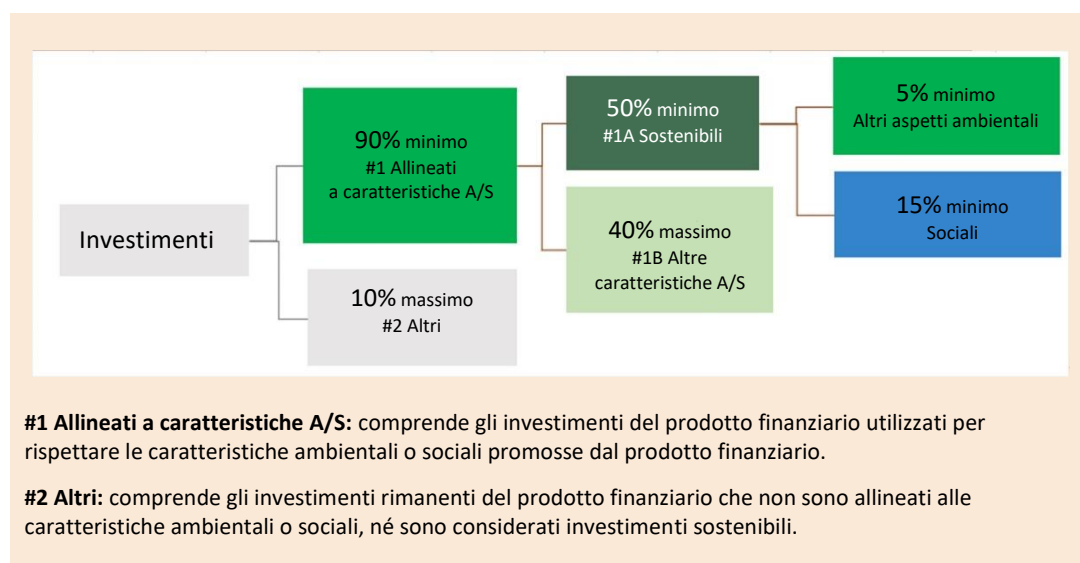 Investimenti
90% minimo
#1 Allineati
a caratteristiche A/S
10% massimo
#2 Altri
50% minimo
#1A Sostenibili
40% massimo
#1B Altre
caratteristiche A/S
5% minimo
Altri aspetti ambientali
15% minimo
Sociali
#1 Allineati a caratteristiche A/S: comprende gli investimenti del prodotto finanziario utilizzati per
rispettare le caratteristiche ambientali o sociali promosse dal prodotto finanziario.
#2 Altri: comprende gli investimenti rimanenti del prodotto finanziario che non sono allineati alle
caratteristiche ambientali o sociali, né sono considerati investimenti sostenibili.